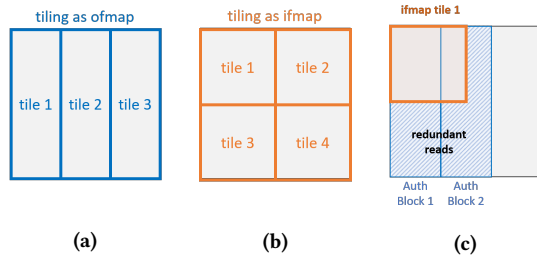 tiling as ofmap
tile 1
tile 2
tile 3
(a)
tiling as ifmap
tile 1
tile 2
tile 3
tile 4
(b)
ifmap tile 1
redundant
reads
Auth
Block 1
Auth
Block 2
(c)